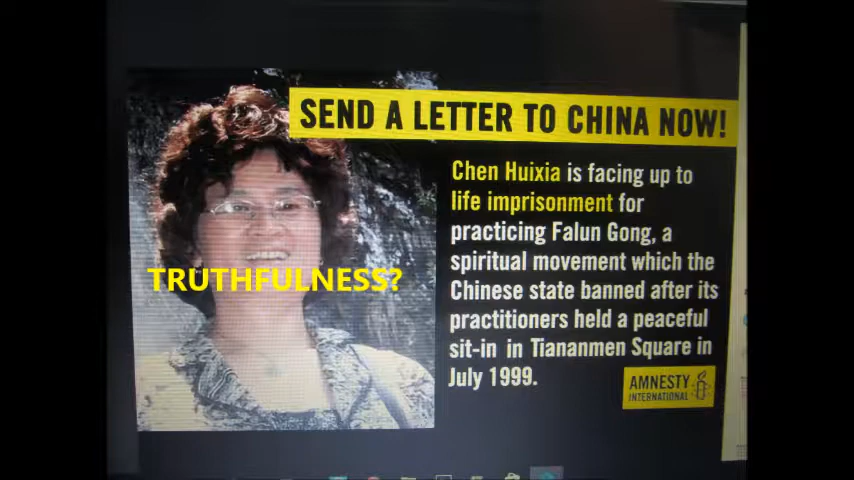 SEND A LETTER TO CHINA NOW!
Chen Huixia is facing up to
life imprisonment for
practicing Falun Gong, a
spiritual movement which the
Chinese state banned after its
practitioners held a peaceful
sit-in in Tiananmen Square in
July 1999.
TRUTHFULNESS?
AMNESTY
INTERNATIONAL